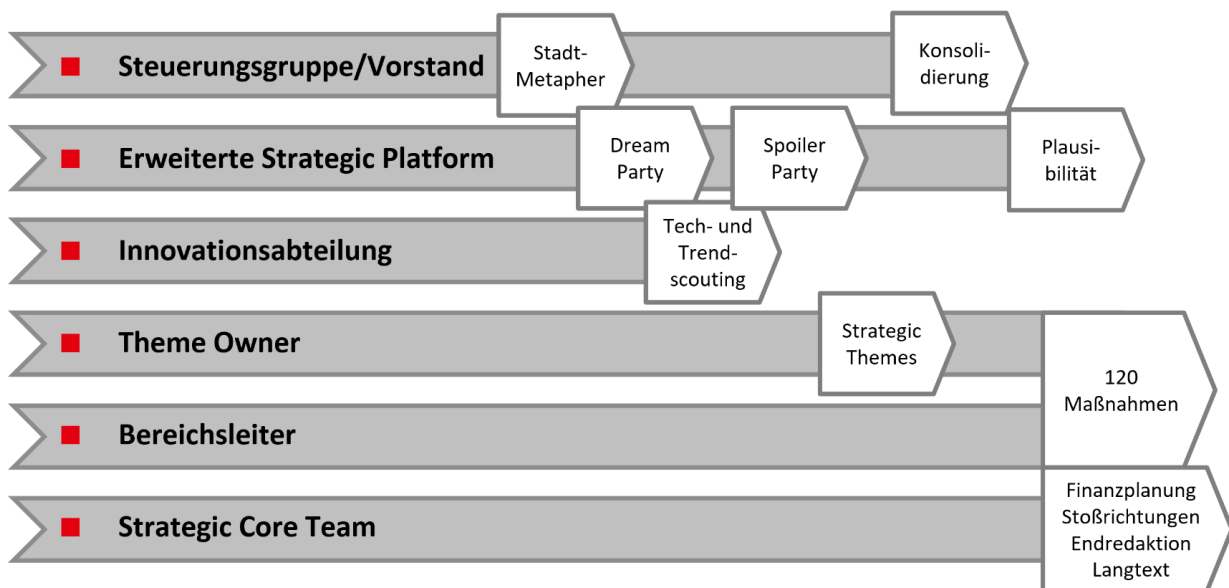 Steuerungsgruppe/Vorstand
Stadt-
Metapher
Konsoli-
dierung
Erweiterte Strategic Platform
Dream
Party
Spoiler
Party
Plausi-
bilität
Innovationsabteilung
Tech- und
Trend-
scouting
Theme Owner
Strategic
Themes
120
Maßnahmen
Bereichsleiter
Strategic Core Team
Finanzplanung
Stoßrichtungen
Endredaktion
Langtext